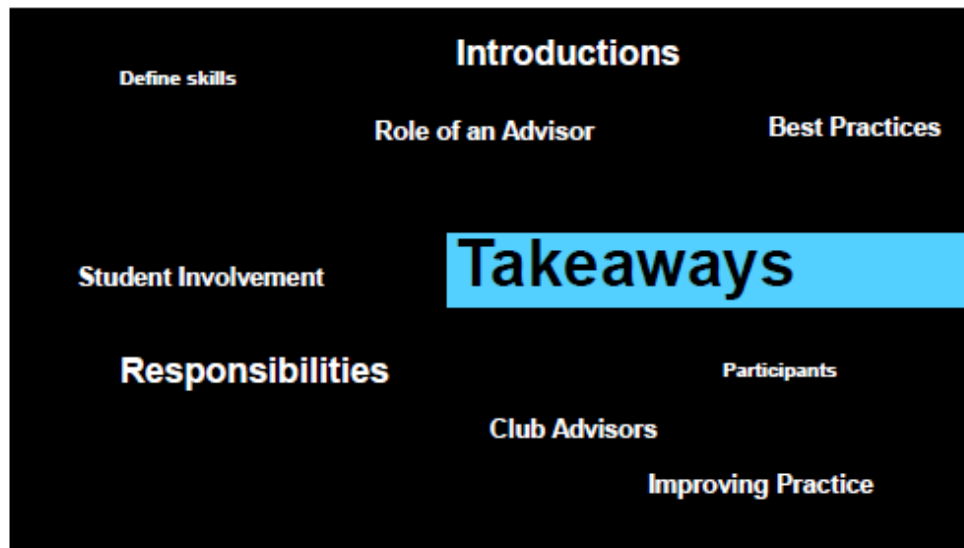 Introductions
Define skills
Role of an Advisor
Best Practices
Takeaways
Student Involvement
Responsibilities
Participants
Club Advisors
Improving Practice